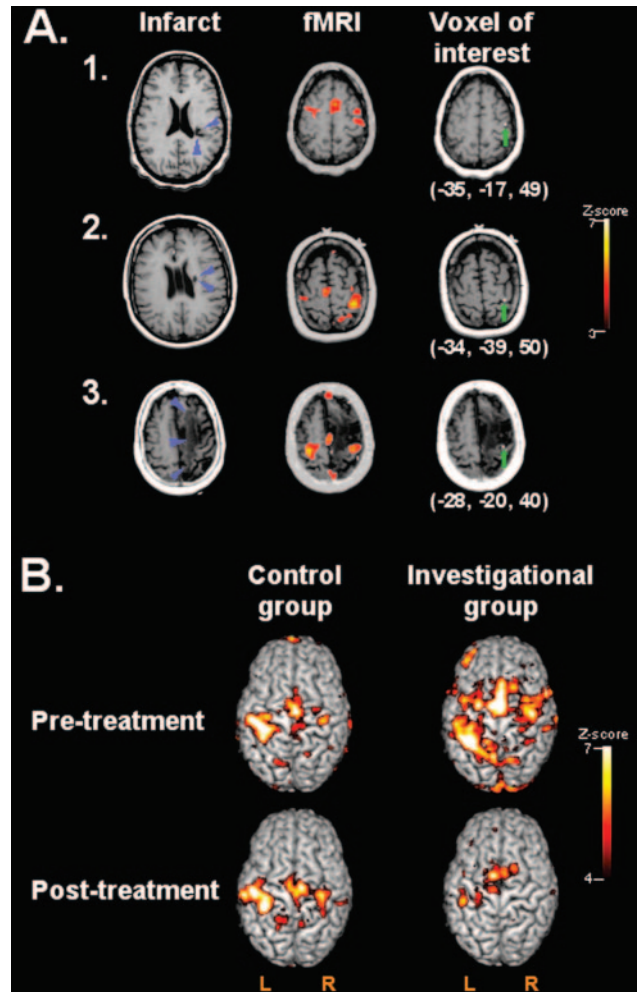 A.
Infarct
fMRI
Voxel of
interest
1.
(-35, -17, 49)
2.
Z-score
7
3
(-34, -39, 50)
3.
(-28, -20, 40)
B.
Control
group
Investigational
group
Pre-treatment
Z-score
7
4
Post-treatment
L
R
L
R